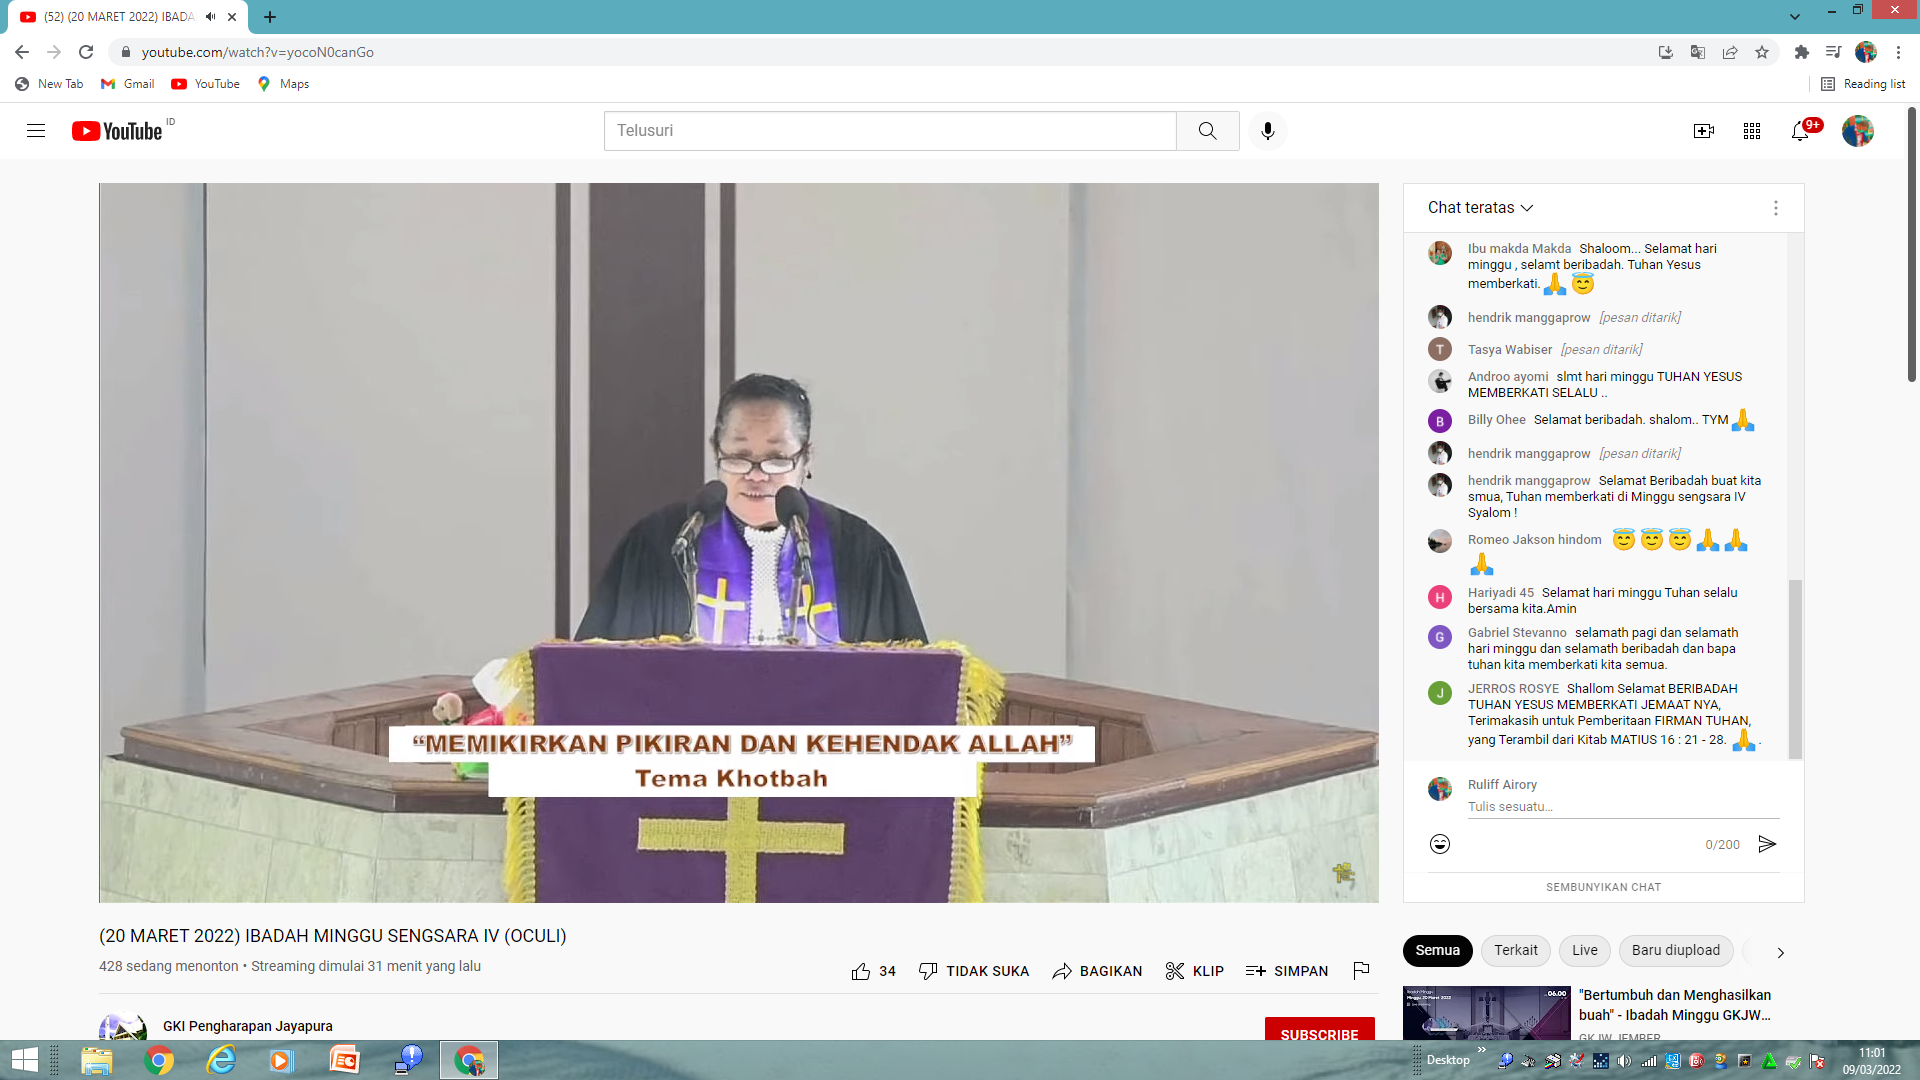 (52) (20 MARET 2022) IBADA
youtube.com/watch?v=yocoN0canGo
New Tab
Gmail
YouTube
Maps
Reading list
YouTube ID
Telusuri
9+
Chat teratas
Ibu makda Makda Shaloom... Selamat hari
minggu , selamt beribadah. Tuhan Yesus
memberkati.🙏😇
hendrik manggaprow [pesan ditarik]
T Tasya Wabiser [pesan ditarik]
Androo ayomi slmt hari minggu TUHAN YESUS
MEMBERKATI SELALU ..
B Billy Ohee Selamat beribadah. shalom.. TYM🙏
hendrik manggaprow [pesan ditarik]
hendrik manggaprow Selamat Beribadah buat kita
smua, Tuhan memberkati di Minggu sengsara IV
Syalom !
Romeo Jakson hindom 😇😇😇🙏🙏
🙏
H Hariyadi 45 Selamat hari minggu Tuhan selalu
bersama kita.Amin
G Gabriel Stevanno selamath pagi dan selamath
hari minggu dan selamath beribadah dan bapa
tuhan kita memberkati kita semua.
J JERROS ROSYE Shallom Selamat BERIBADAH
TUHAN YESUS MEMBERKATI JEMAAT NYA,
Terimakasih untuk Pemberitaan FIRMAN TUHAN,
yang Terambil dari Kitab MATIUS 16 : 21 - 28. 🙏 .
Ruliff Airory
Tulis sesuatu...
0/200
SEMBUNYIKAN CHAT
“MEMIKIRKAN PIKIRAN DAN KEHENDAK ALLAH”
Tema Khotbah
(20 MARET 2022) IBADAH MINGGU SENGSARA IV (OCULI)
428 sedang menonton • Streaming dimulai 31 menit yang lalu
34
TIDAK SUKA
BAGIKAN
KLIP
SIMPAN
GKI Pengharapan Jayapura
SUBSCRIBE
Semua
Terkait
Live
Baru diupload
Minggu 20 Maret 2022
06.00
"Bertumbuh dan Menghasilkan
buah" - Ibadah Minggu GKJW...
GKJW JEMBER
Desktop
11:01
09/03/2022